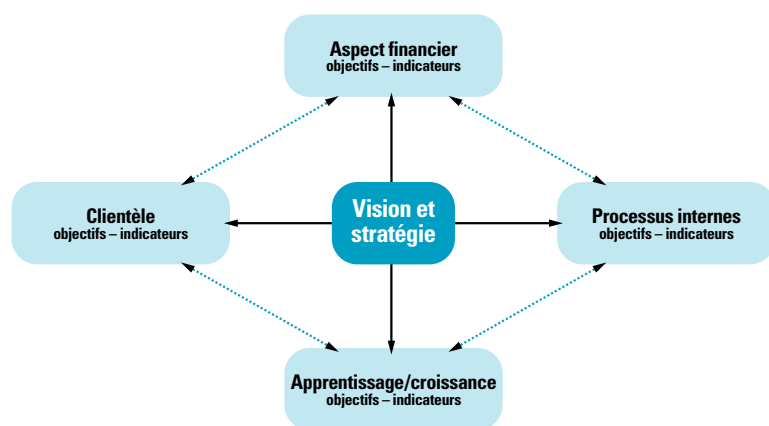 Aspect financier
objectifs – indicateurs
Clientèle
objectifs – indicateurs
Vision et
stratégie
Processus internes
objectifs – indicateurs
Apprentissage/croissance
objectifs – indicateurs